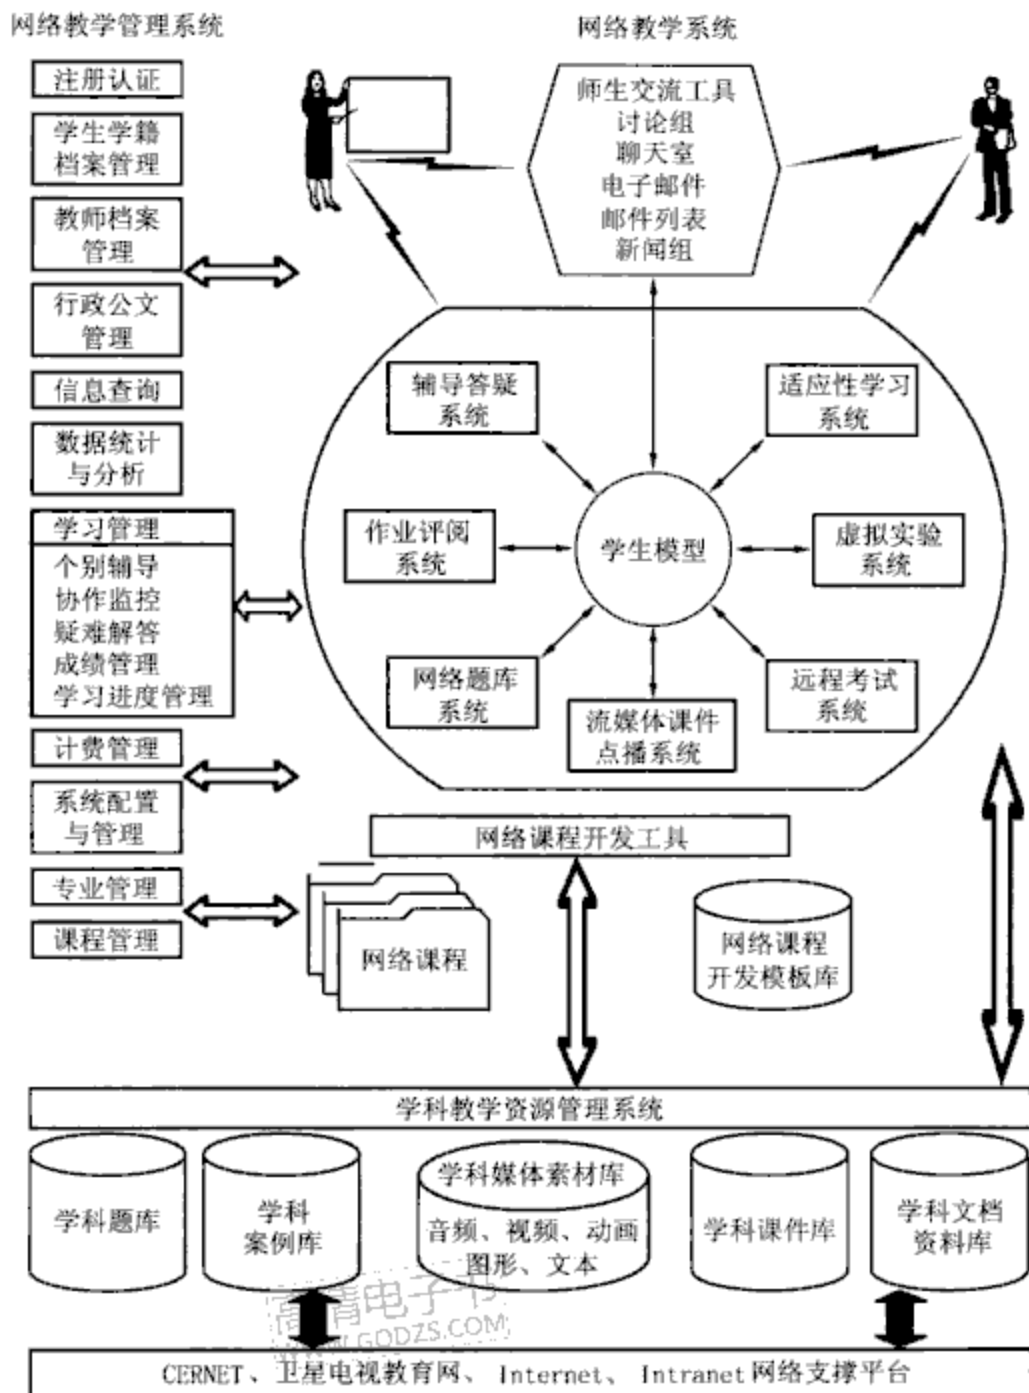 网络教学管理系统
注册认证
学生学籍
档案管理
教师档案
管理
行政公文
管理
信息查询
数据统计
与分析
学习管理
个别辅导
协作监控
疑难解答
成绩管理
学习进度管理
计费管理
系统配置
与管理
专业管理
课程管理
网络教学系统
师生交流工具
讨论组
聊天室
电子邮件
邮件列表
新闻组
辅导答疑
系统
适应性学习
系统
作业评阅
系统
学生模型
虚拟实验
系统
网络题库
系统
流媒体课件
点播系统
远程考试
系统
网络课程开发工具
网络课程
网络课程
开发模板库
学科教学资源管理系统
学科题库
学科
案例库
学科媒体素材库
音频、视频、动画
图形、文本
学科课件库
学科文档
资料库
高清电子书
WWW.GODZS.COM
CERNET、卫星电视教育网、Internet、Intranet网络支撑平台